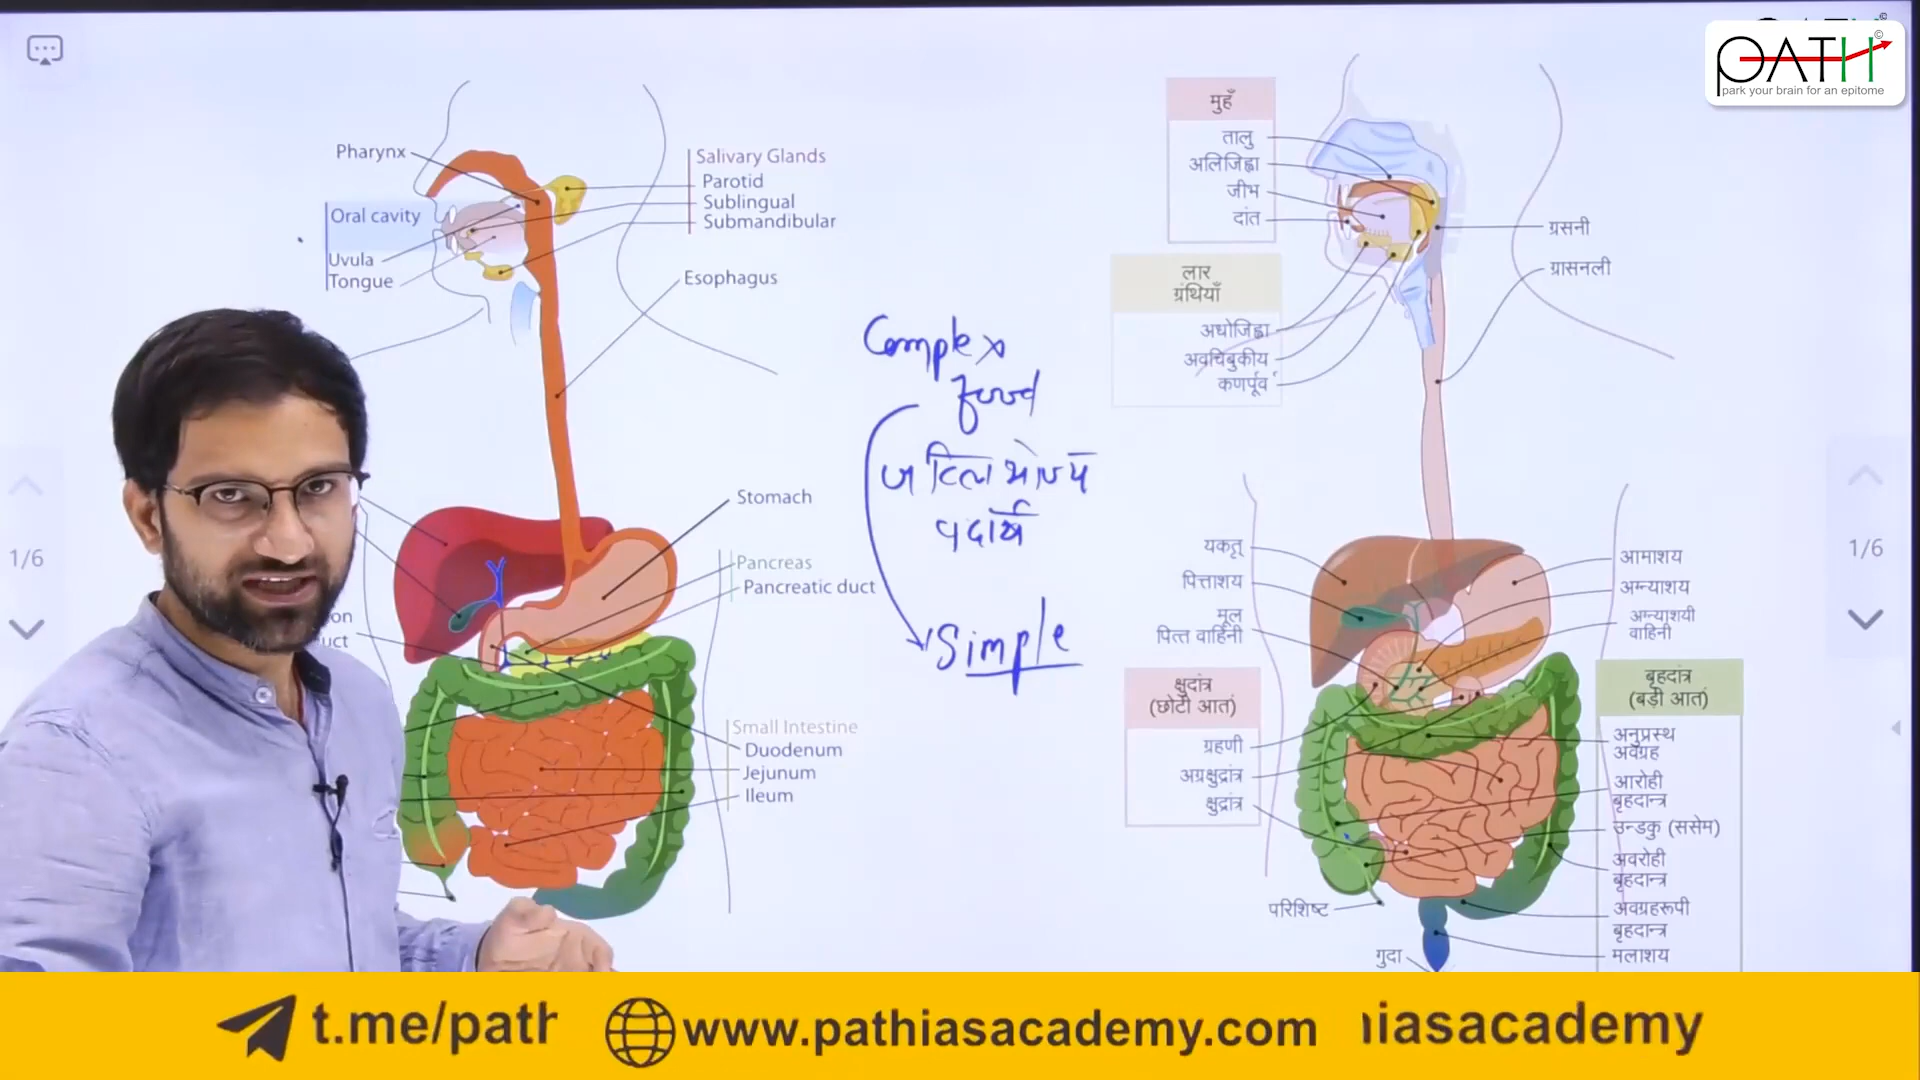 PATH
park your brain for an epitome
Pharynx
Oral cavity
Uvula
Tongue
Salivary Glands
Parotid
Sublingual
Submandibular
Esophagus
Stomach
Pancreas
Pancreatic duct
Small Intestine
Duodenum
Jejunum
Ileum
1/6
Complex
food
जटिल भोज्य
पदार्थ
Simple
मुहँ
तालु
अलिजिह्वा
जीभ
दांत
लार
ग्रंथियाँ
अधोजिह्वा
अवचिबुकीय
कणपूर्व
ग्रसनी
ग्रासनली
यकृत्
पित्ताशय
मूल
पित्त वाहिनी
क्षुदांत्र
(छोटी आतं)
ग्रहणी
अग्रक्षुद्रांत्र
क्षुद्रांत्र
परिशिष्ट
गुदा
आमाशय
अग्न्याशय
अग्न्याशयी
वाहिनी
बृहदांत्र
(बड़ी आतं)
अनुप्रस्थ
अवग्रह
आरोही
बृहदान्त्र
उन्डकु (ससेम)
अवरोही
बृहदान्त्र
अवग्रहरूपी
बृहदान्त्र
मलाशय
1/6
t.me/path
www.pathiasacademy.com
iasacademy